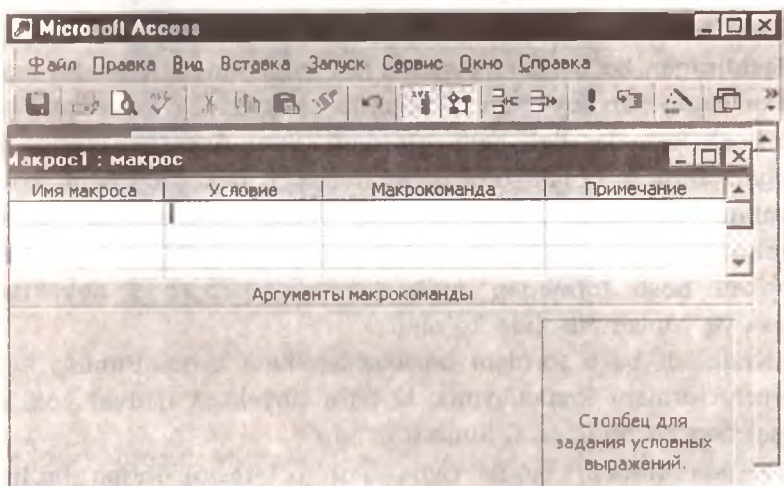 Microsoft Access
Файл Правка Вид Вставка Запуск Сервис Окно Справка
Макрос1 : макрос
Имя макроса Условие Макрокоманда Примечание
Аргументы макрокоманды
Столбец для
задания условных
выражений.